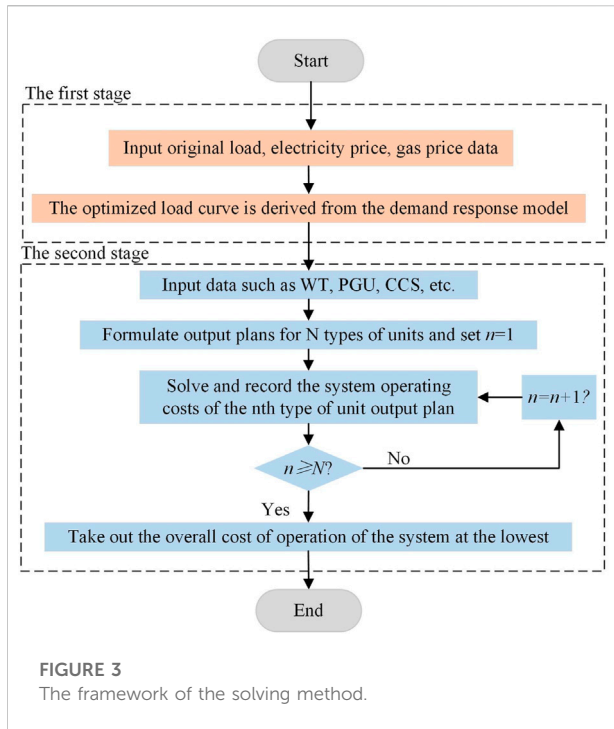 Start
The first stage
Input original load, electricity price, gas price data
The optimized load curve is derived from the demand response model
The second stage
Input data such as WT, PGU, CCS, etc.
Formulate output plans for N types of units and set n=1
Solve and record the system operating
costs of the nth type of unit output plan
n=n+1?
n≥N?
No
Yes
Take out the overall cost of operation of the system at the lowest
End
FIGURE 3
The framework of the solving method.